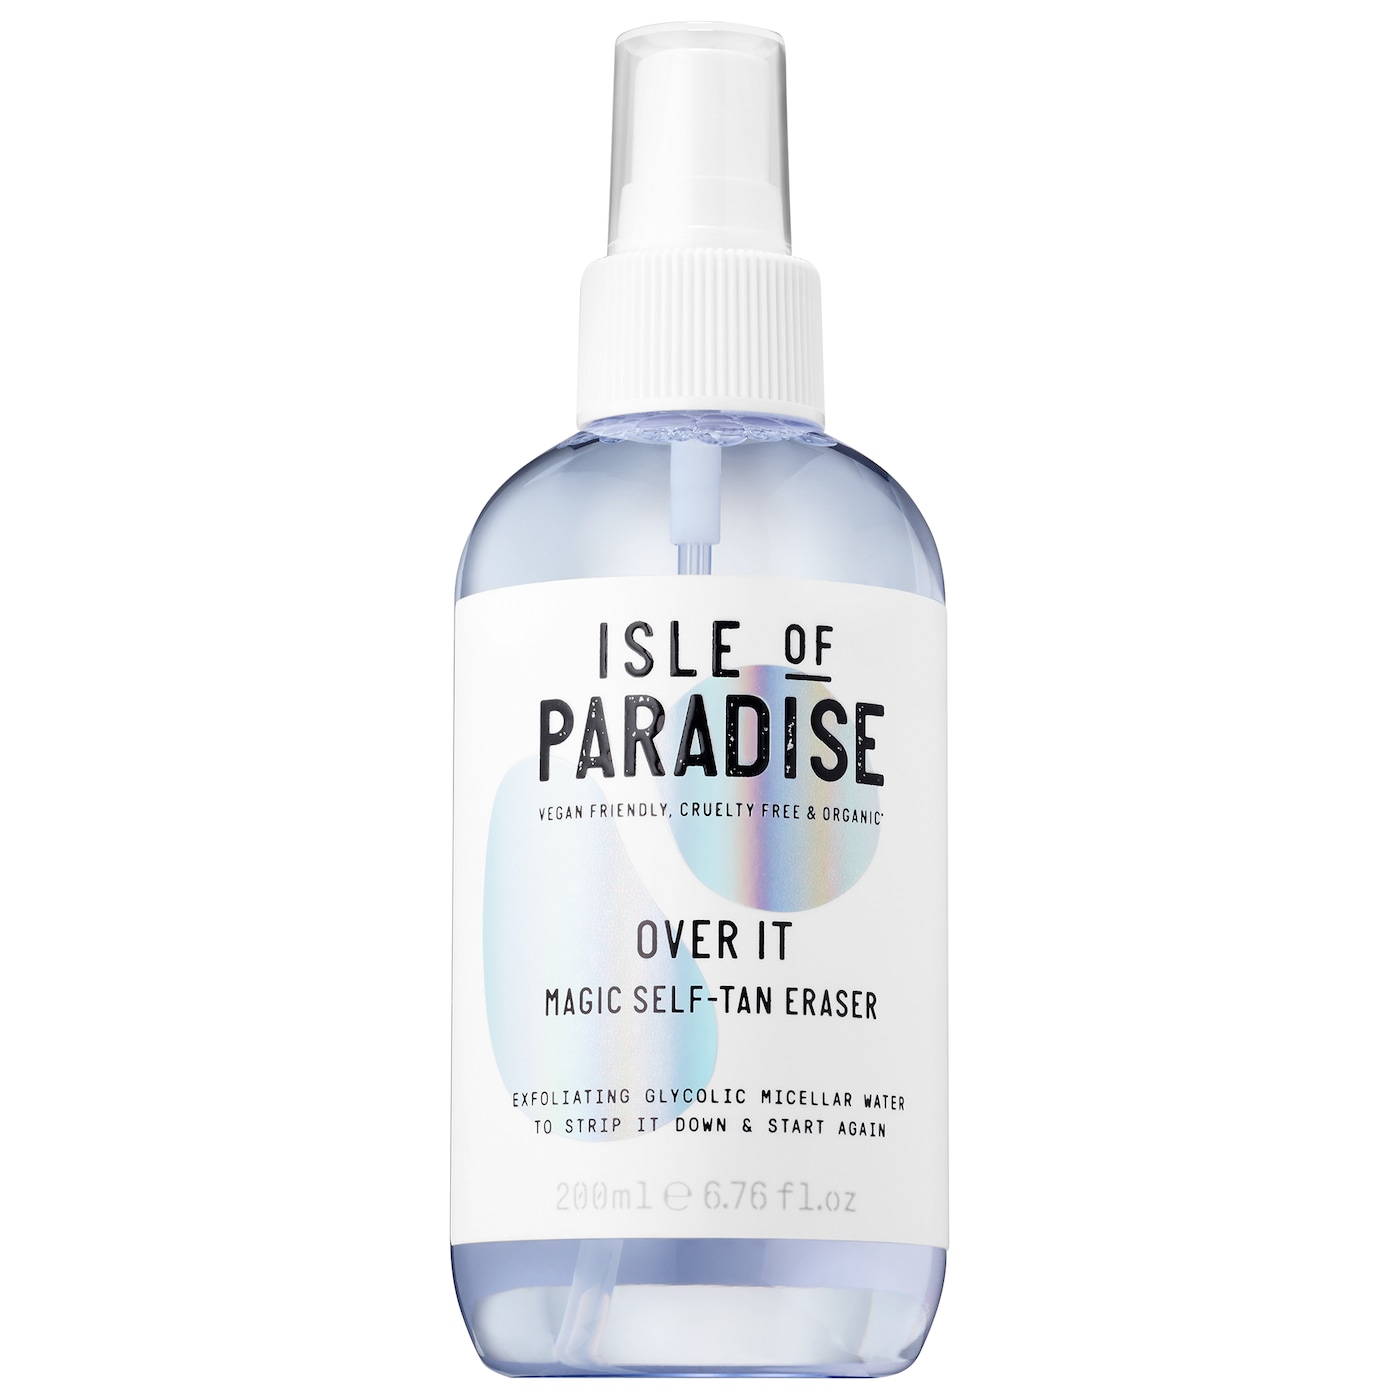 ISLE OF
PARADISE
VEGAN FRIENDLY, CRUELTY FREE & ORGANIC*
OVER IT
MAGIC SELF-TAN ERASER
EXFOLIATING GLYCOLIC MICELLAR WATER
TO STRIP IT DOWN & START AGAIN
200ml ℮ 6.76 fl.oz